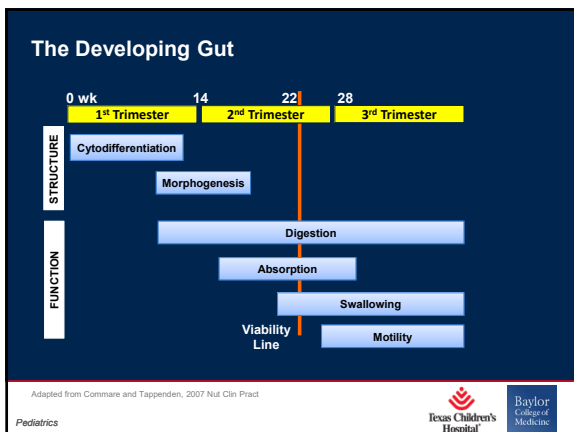 The Developing Gut
0 wk 14 22 28
1st Trimester 2nd Trimester 3rd Trimester
STRUCTURE
Cytodifferentiation
Morphogenesis
FUNCTION
Digestion
Absorption
Swallowing
Viability
Line
Motility
Adapted from Commare and Tappenden, 2007 Nut Clin Pract
Pediatrics
Texas Children's
Hospital®
Baylor
College of
Medicine